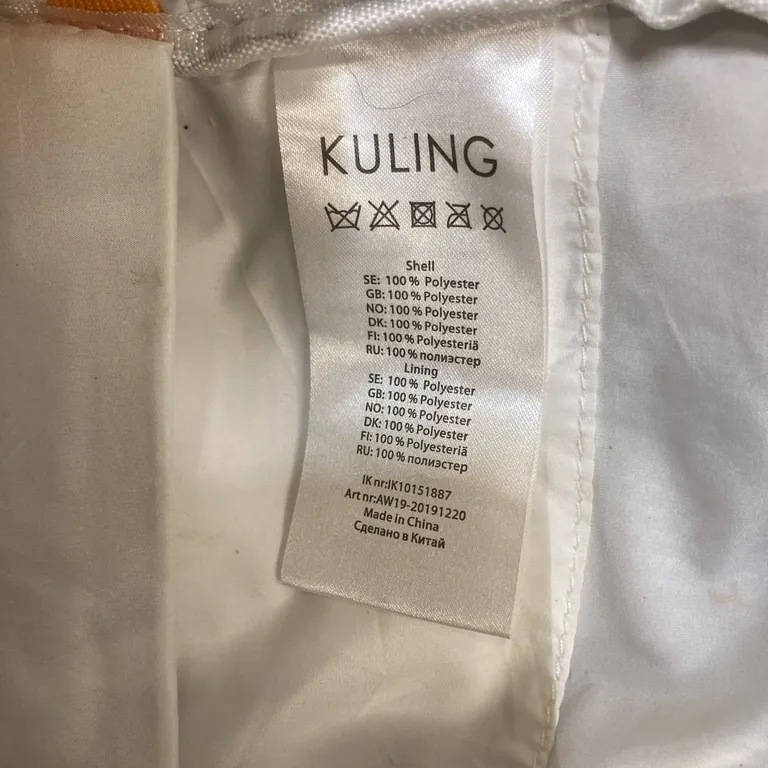 KULING
Shell
SE: 100 % Polyester
GB: 100 % Polyester
NO: 100 % Polyester
DK: 100 % Polyester
FI: 100 % Polyesteriä
RU: 100 % полиэстер
Lining
SE: 100 % Polyester
GB: 100 % Polyester
NO: 100 % Polyester
DK: 100 % Polyester
FI: 100 % Polyesteriä
RU: 100 % полиэстер
IK nr:IK10151887
Art nr:AW19-20191220
Made in China
Сделано в Китай